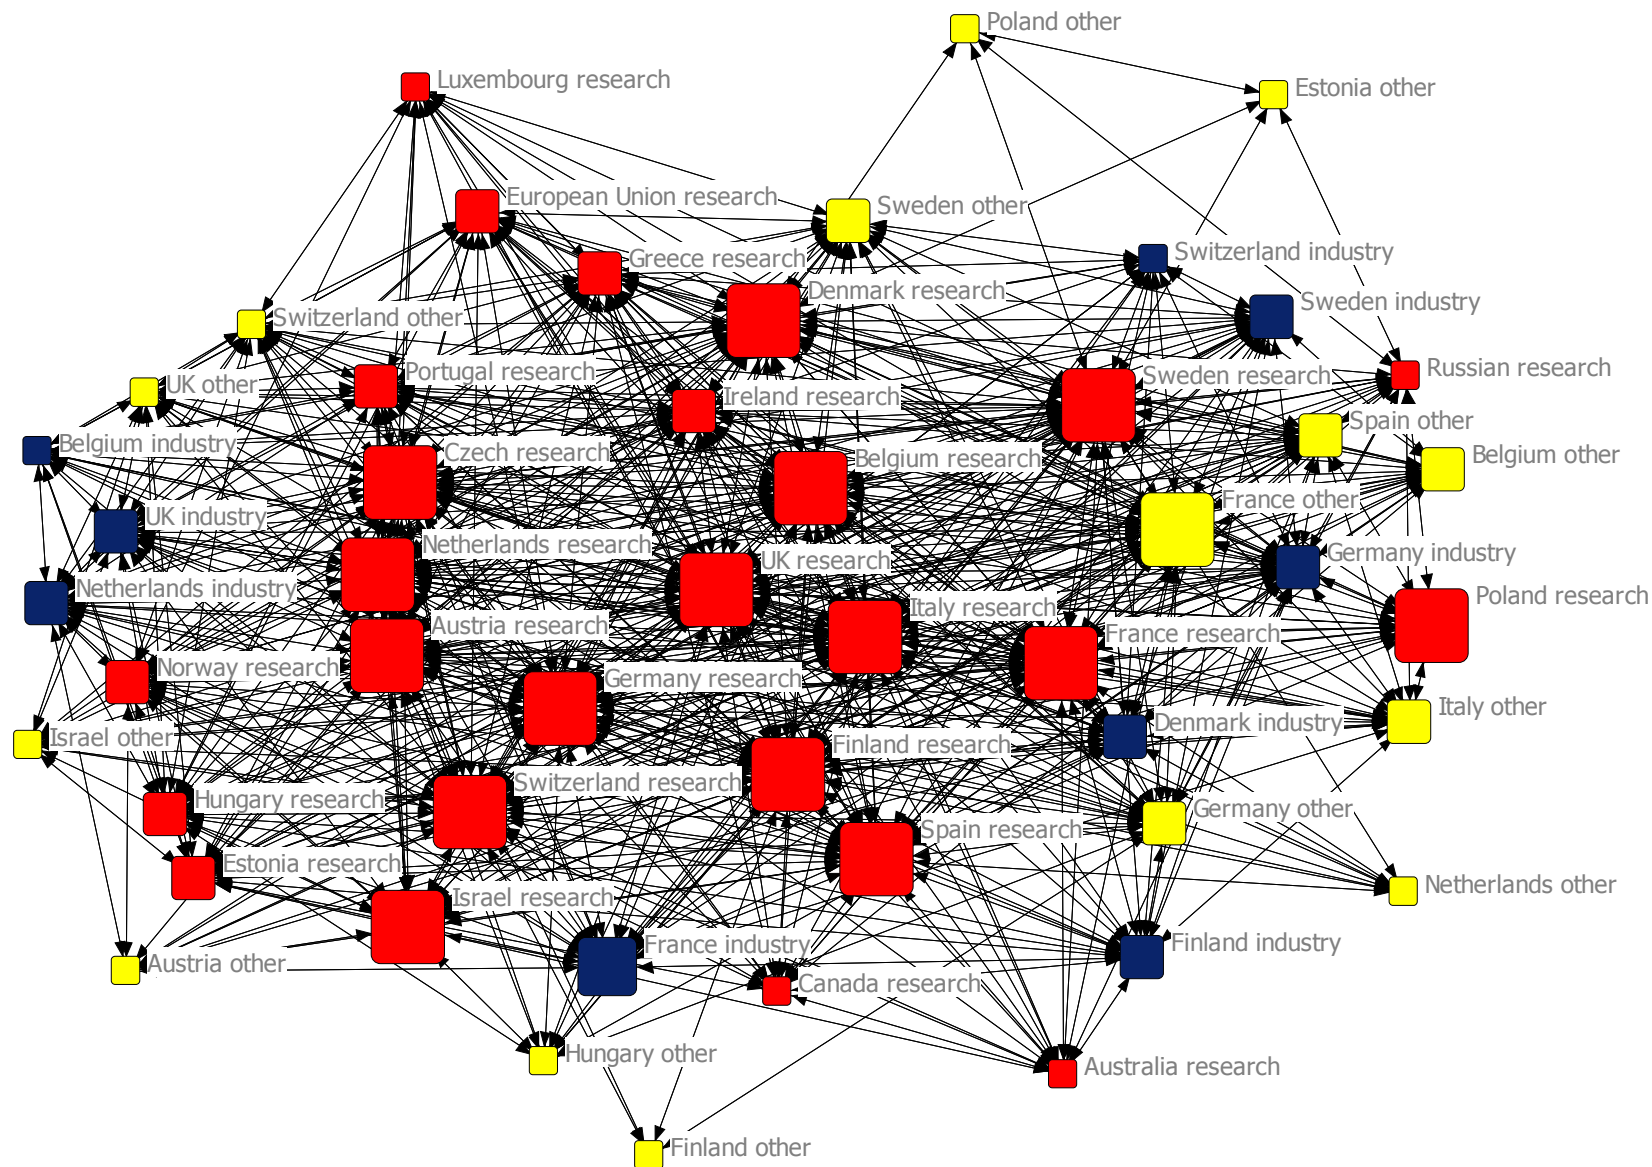 Poland other
Luxembourg research
Estonia other
European Union research
Sweden other
Switzerland industry
Greece research
Denmark research
Sweden industry
Switzerland other
Russian research
Portugal research
Sweden research
UK other
Ireland research
Spain other
Belgium industry
Czech research
Belgium research
Belgium other
France other
UK industry
Netherlands research
UK research
Germany industry
Netherlands industry
Italy research
Poland research
Austria research
France research
Norway research
Germany research
Italy other
Denmark industry
Israel other
Finland research
Switzerland research
Hungary research
Germany other
Spain research
Estonia research
Netherlands other
Israel research
France industry
Finland industry
Austria other
Canada research
Hungary other
Australia research
Finland other